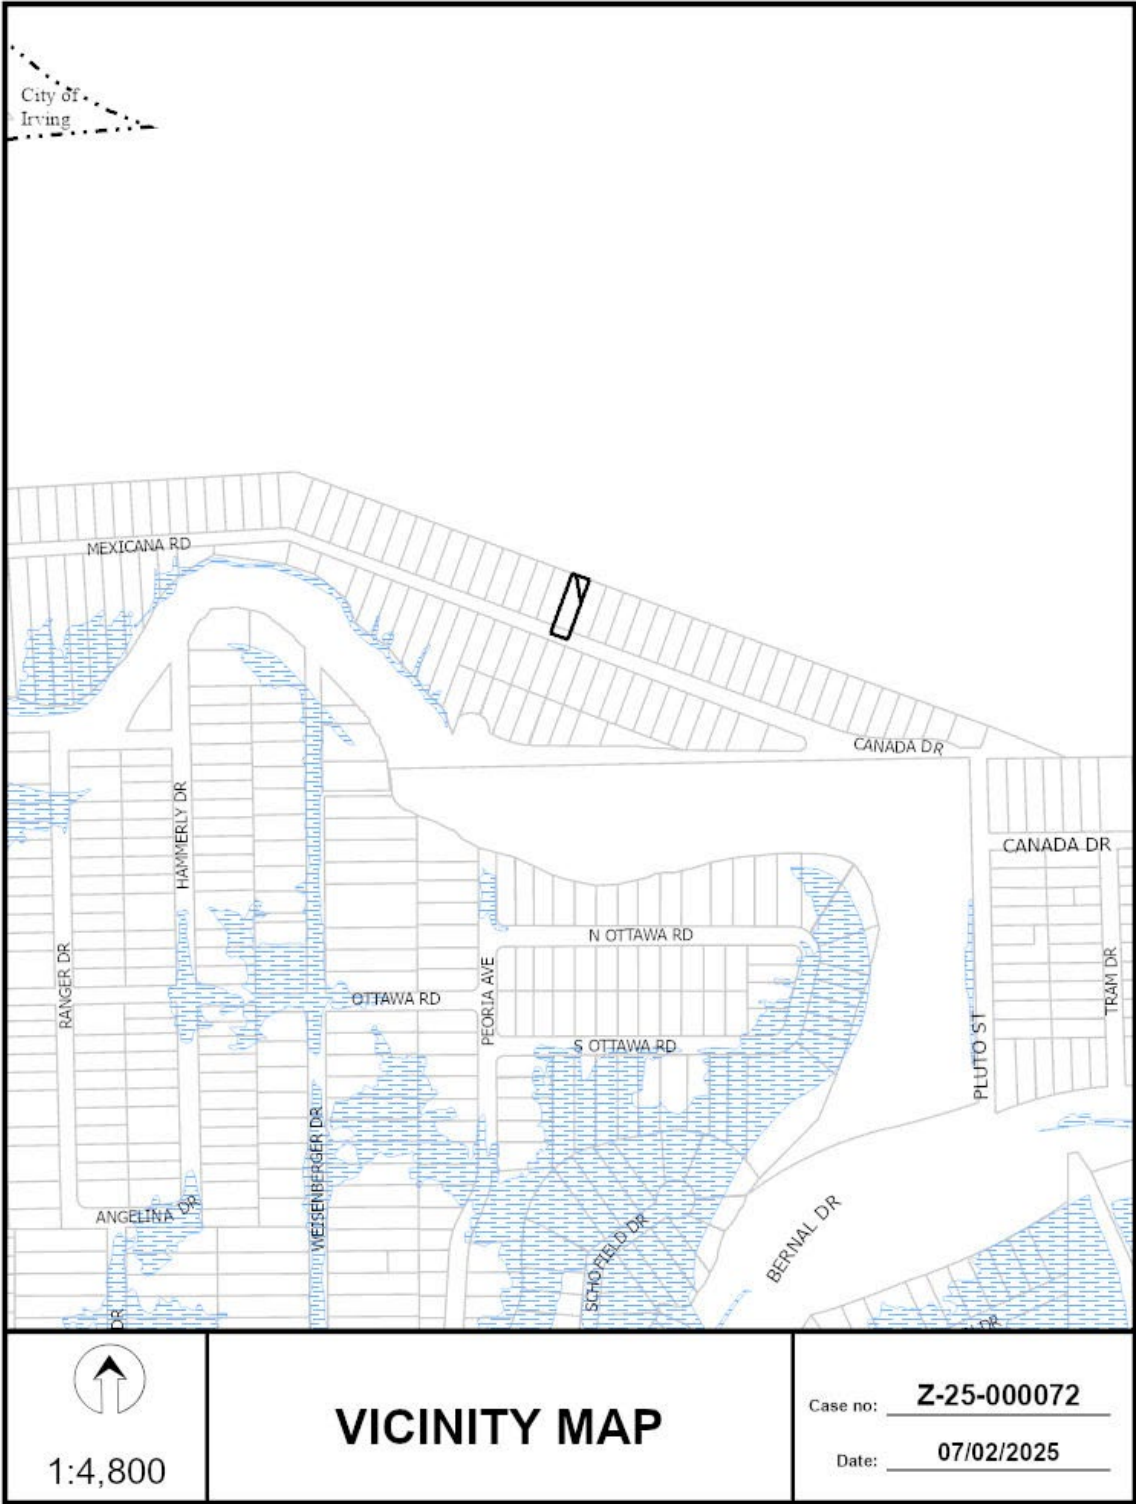 City of
Irving
MEXICANA RD
CANADA DR
HAMMERLY DR
CANADA DR
N OTTAWA RD
RANGER DR
PEORIA AVE
TRAM DR
OTTAWA RD
S OTTAWA RD
PLUTO ST
WEISENBERGER DR
ANGELINA DR
SCHOFIELD DR
BERNAL DR
DR
DR
1:4,800
VICINITY MAP
Case no: Z-25-000072
Date: 07/02/2025